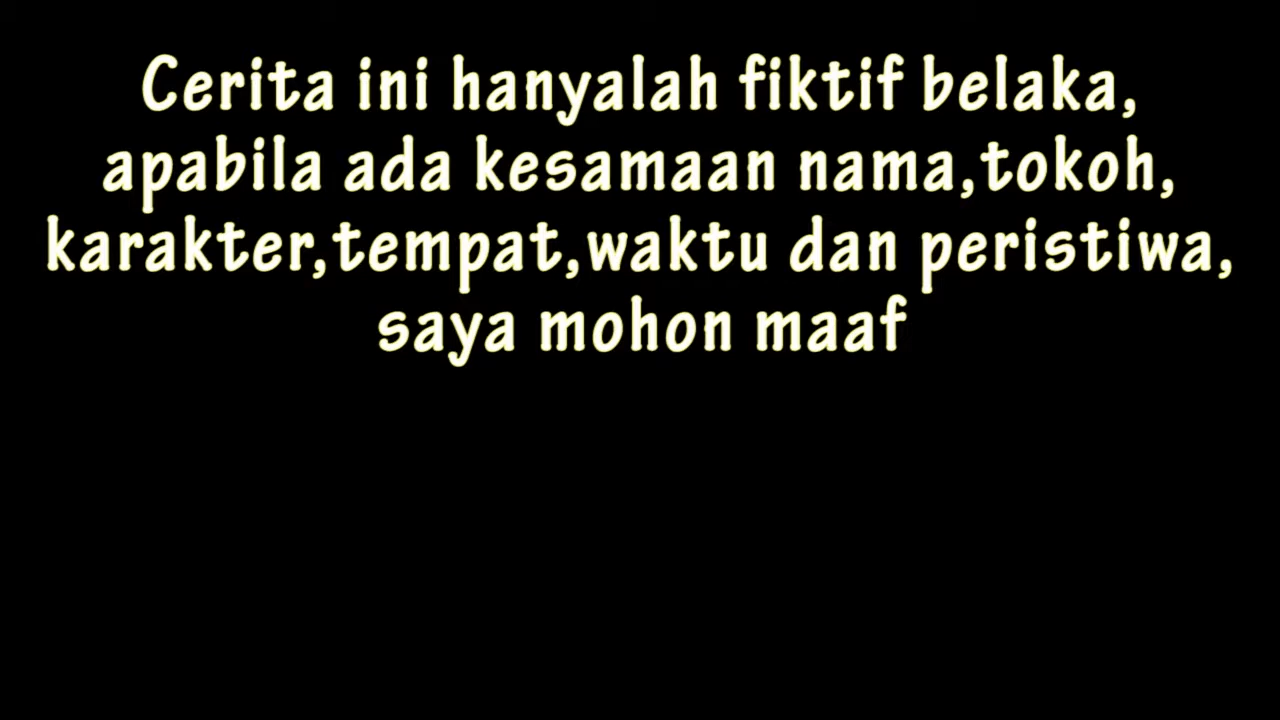 Cerita ini hanyalah fiktif belaka,
apabila ada kesamaan nama,tokoh,
karakter,tempat,waktu dan peristiwa,
saya mohon maaf